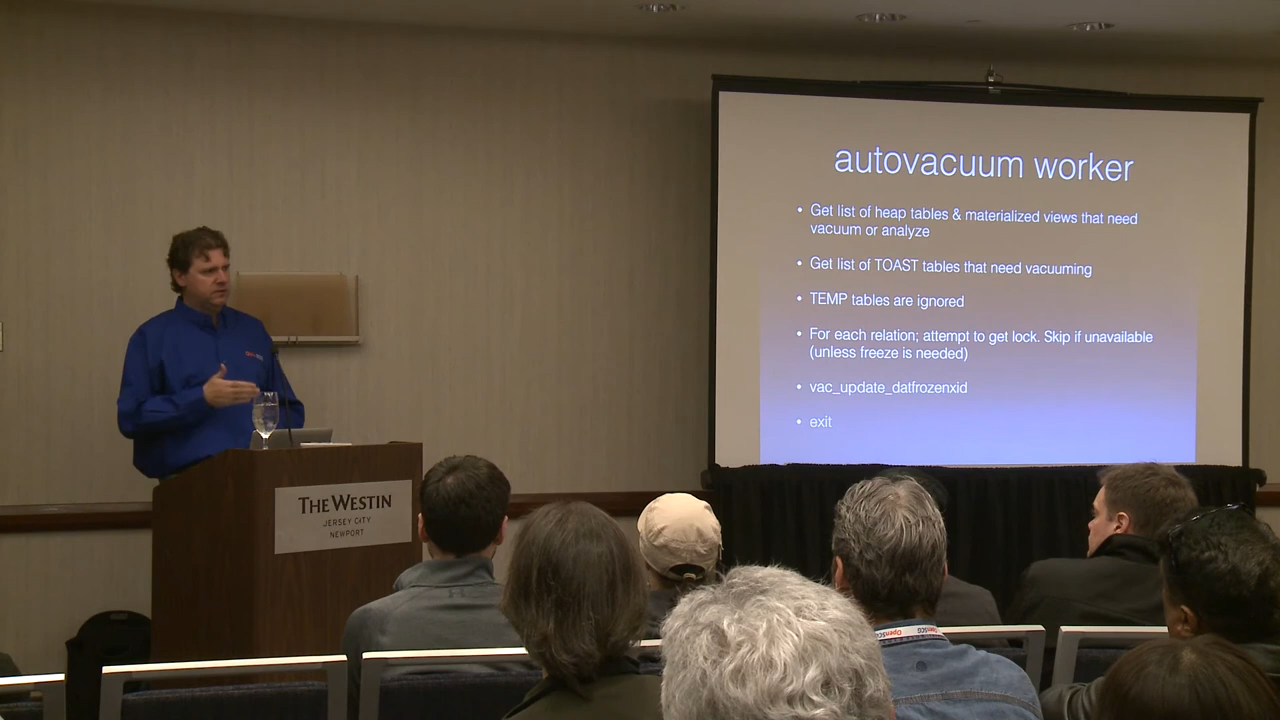 autovacuum worker
• Get list of heap tables & materialized views that need
vacuum or analyze
• Get list of TOAST tables that need vacuuming
• TEMP tables are ignored
• For each relation; attempt to get lock. Skip if unavailable
(unless freeze is needed)
• vac_update_datfrozenxid
• exit
THE WESTIN
JERSEY CITY
NEWPORT
OpenSCG